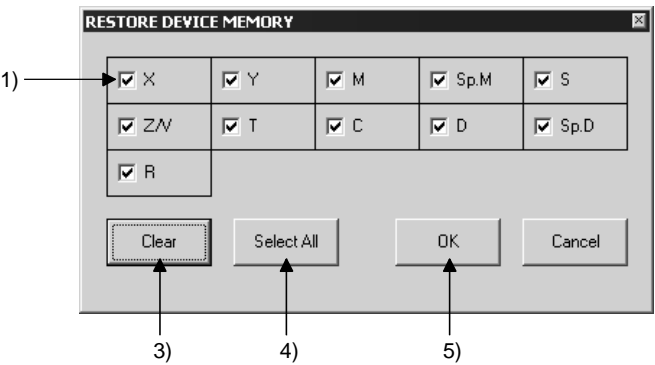 RESTORE DEVICE MEMORY
1) X Y M Sp.M S
Z/V T C D Sp.D
R
Clear Select All OK Cancel
3) 4) 5)